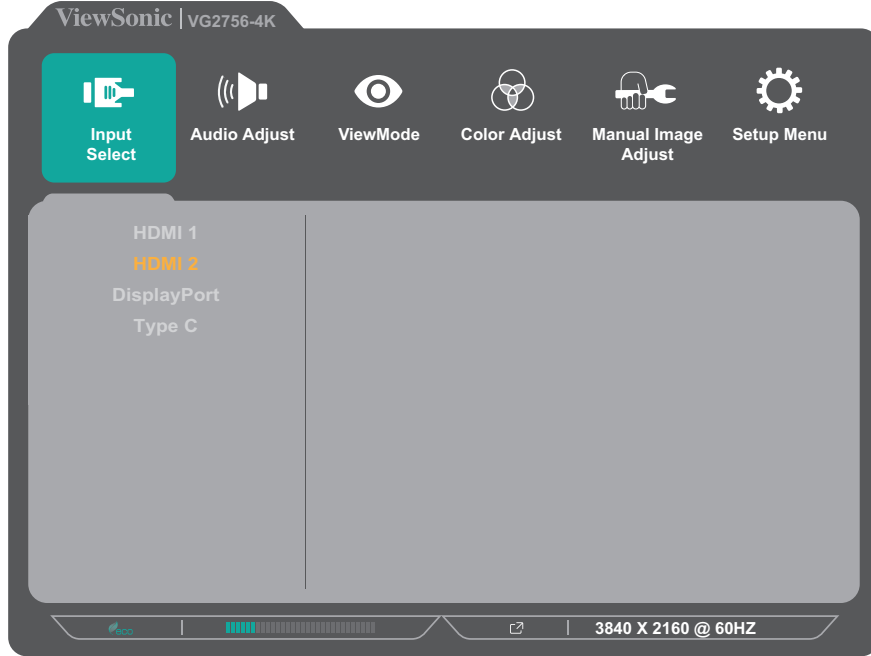 ViewSonic | VG2756-4K
Input Select
Audio Adjust
ViewMode
Color Adjust
Manual Image Adjust
Setup Menu
HDMI 1
HDMI 2
DisplayPort
Type C
eco
3840 X 2160 @ 60HZ